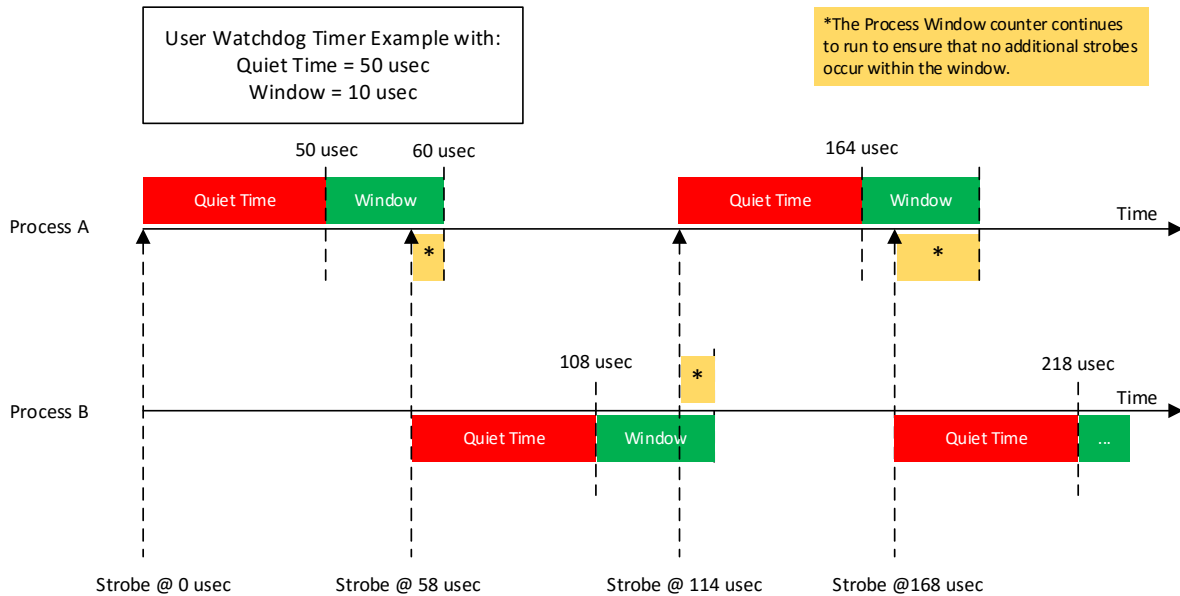 User Watchdog Timer Example with:
Quiet Time = 50 usec
Window = 10 usec
*The Process Window counter continues
to run to ensure that no additional strobes
occur within the window.
50 usec
60 usec
164 usec
Quiet Time
Window
Quiet Time
Window
Process A
Time
*
*
108 usec
*
218 usec
Process B
Time
Quiet Time
Window
Quiet Time
...
Strobe @ 0 usec
Strobe @ 58 usec
Strobe @ 114 usec
Strobe @168 usec